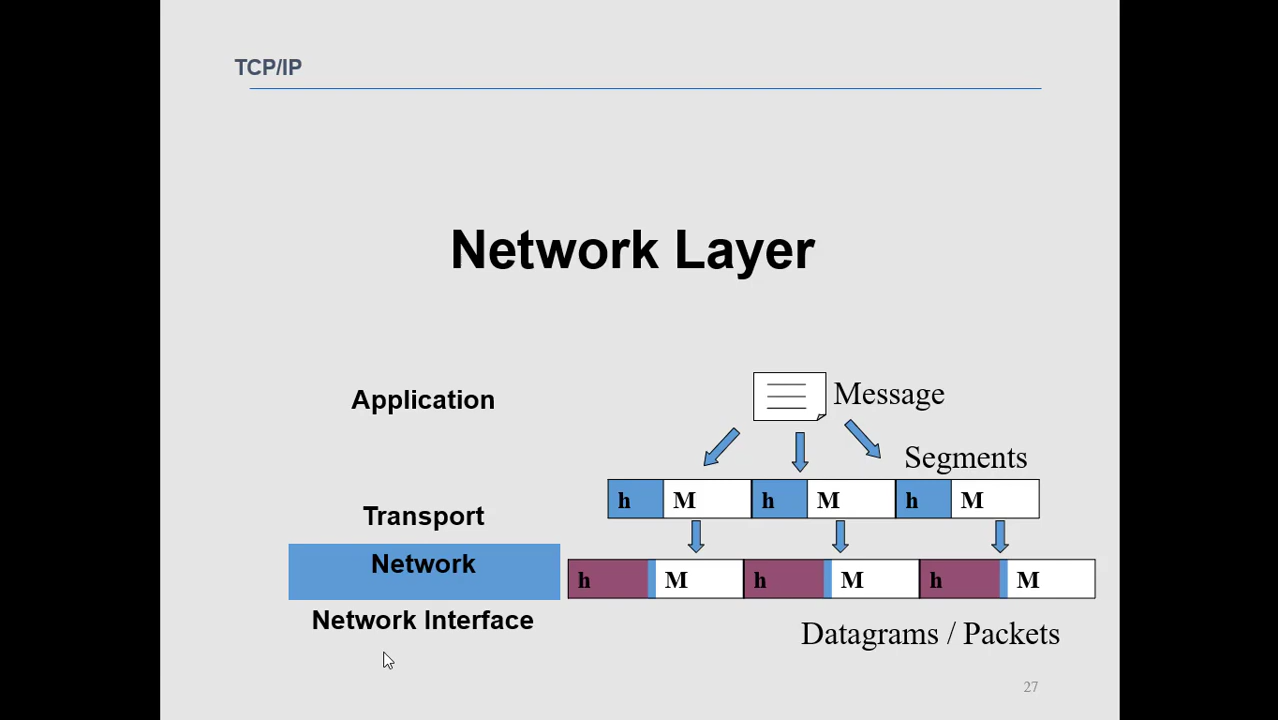 TCP/IP
Network Layer
Application
Message
Segments
Transport
h M h M h M
Network
h M h M h M
Network Interface
Datagrams / Packets
27